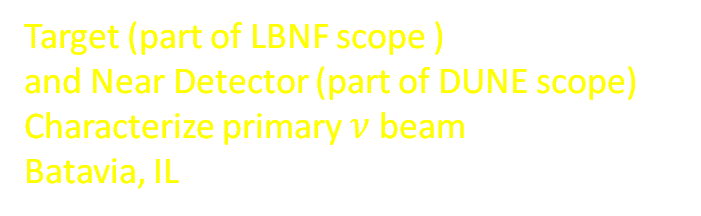 Target (part of LBNF scope )
and Near Detector (part of DUNE scope)
Characterize primary ν beam
Batavia, IL